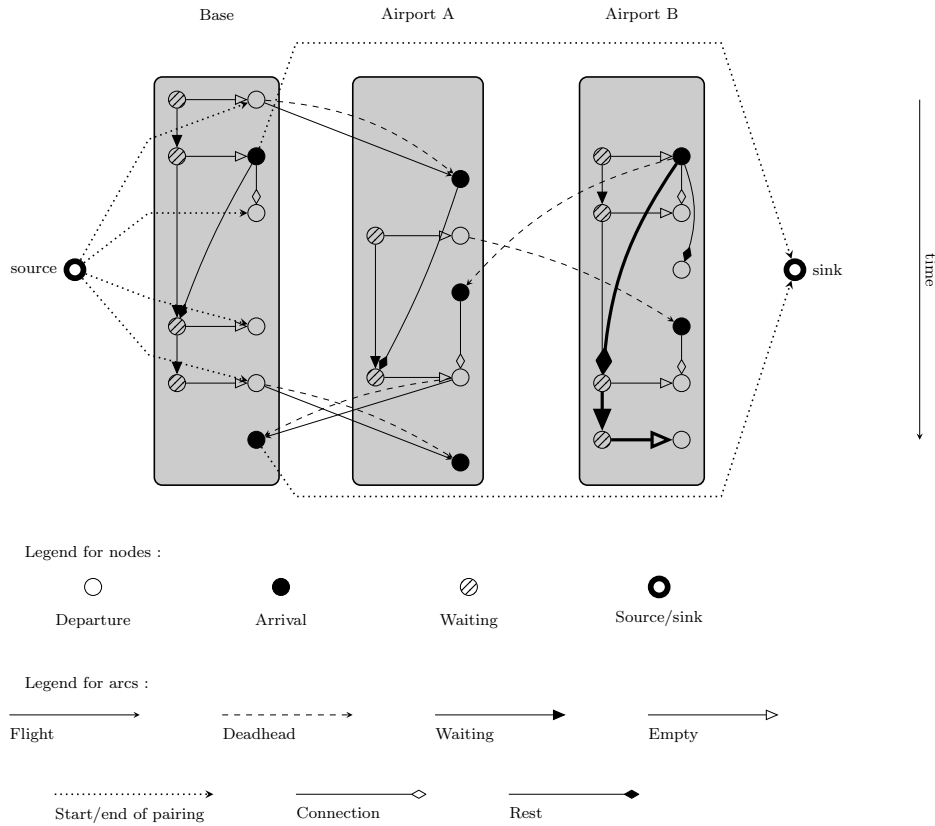 Base
Airport A
Airport B
source
sink
time
Legend for nodes :
Departure
Arrival
Waiting
Source/sink
Legend for arcs :
Flight
Deadhead
Waiting
Empty
Start/end of pairing
Connection
Rest